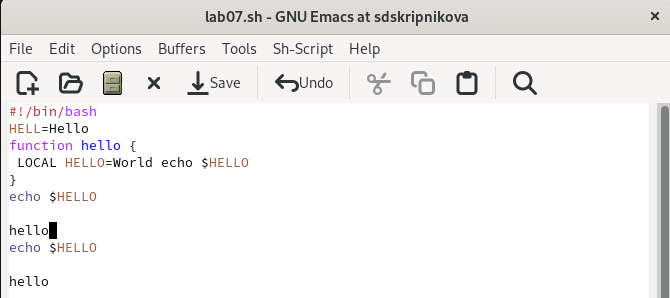 lab07.sh - GNU Emacs at sdskripnikova
File Edit Options Buffers Tools Sh-Script Help
Save Undo
#!/bin/bash
HELL=Hello
function hello {
 LOCAL HELLO=World echo $HELLO
}
echo $HELLO
hello
echo $HELLO
hello